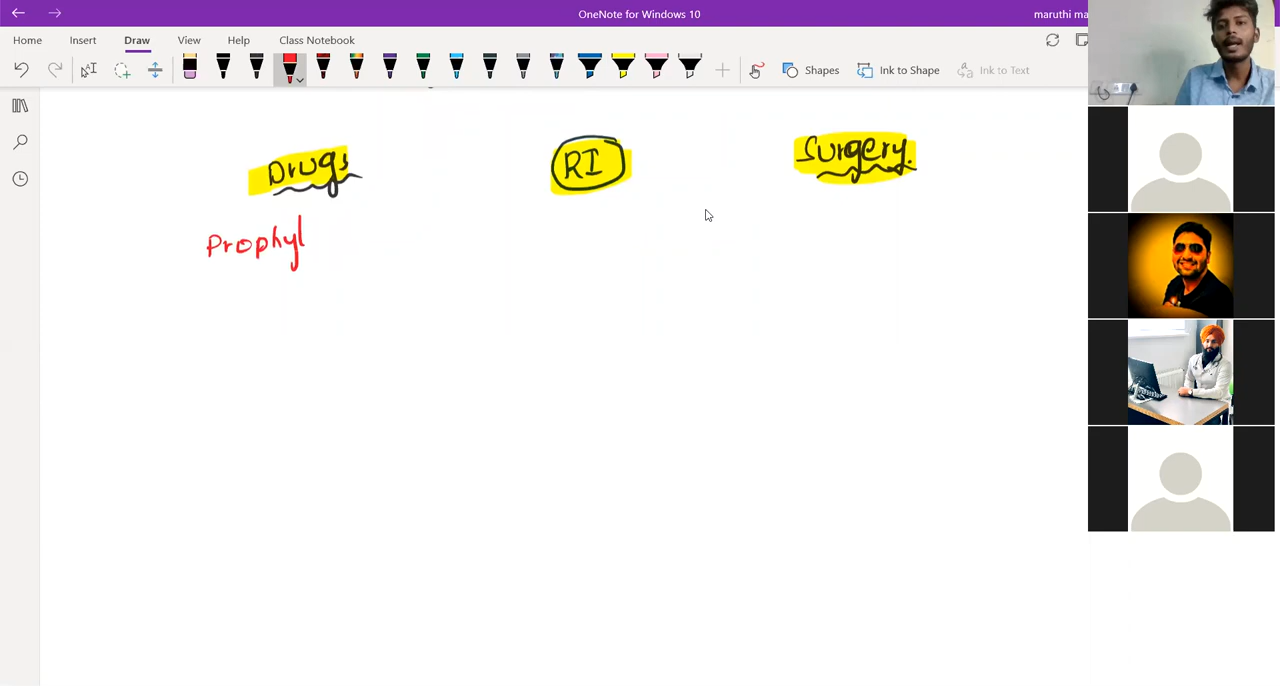 OneNote for Windows 10
maruthi ma
Home Insert Draw View Help Class Notebook
Shapes Ink to Shape Ink to Text
Drugs RI Surgery.
Prophyl